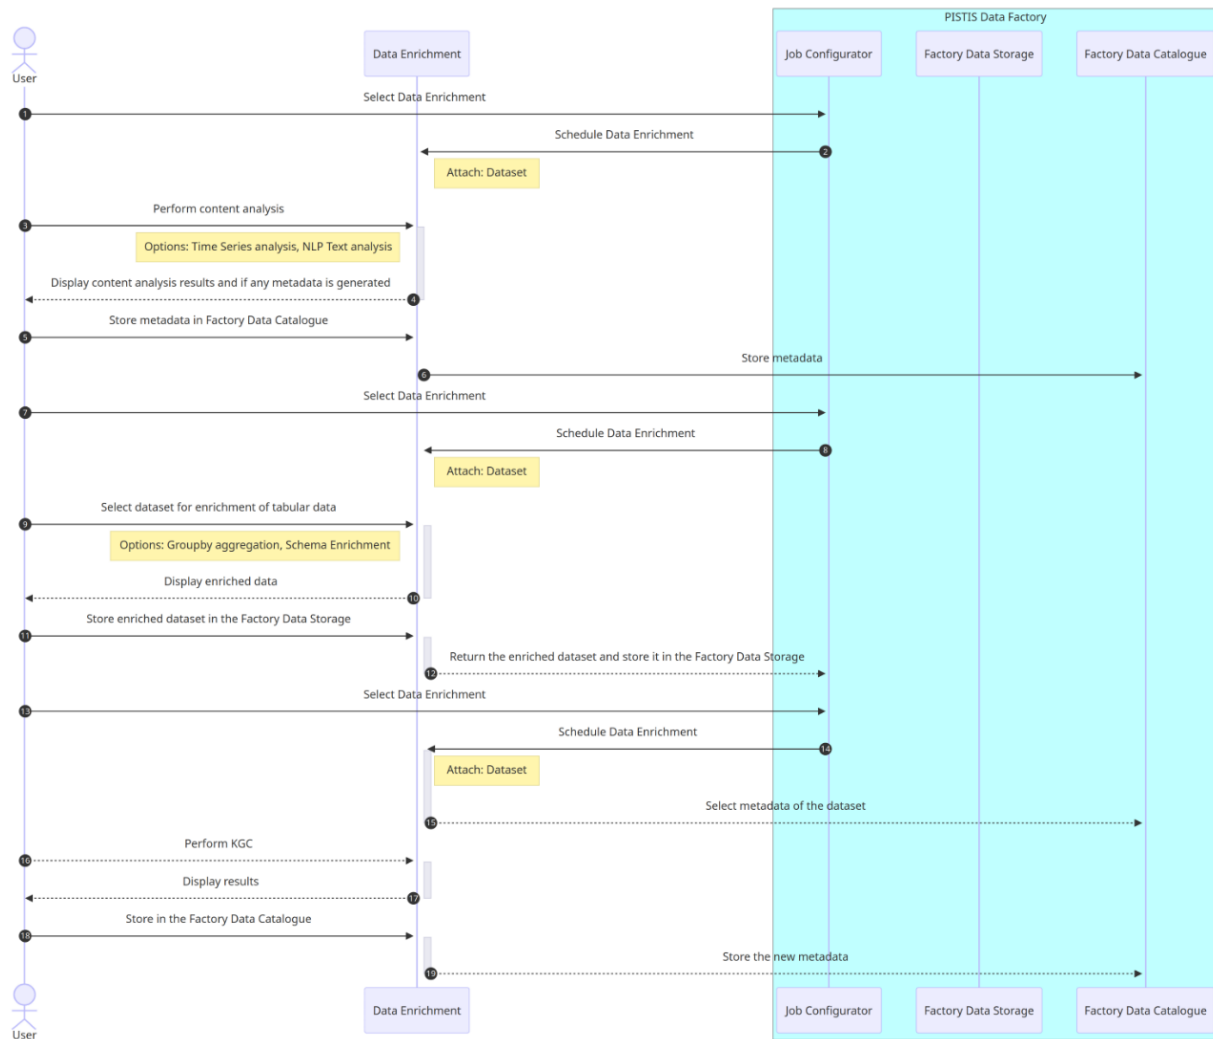 PISTIS Data Factory
User
Data Enrichment
Job Configurator
Factory Data Storage
Factory Data Catalogue
Select Data Enrichment
1
Schedule Data Enrichment
2
Attach: Dataset
Perform content analysis
3
Options: Time Series analysis, NLP Text analysis
Display content analysis results and if any metadata is generated
4
Store metadata in Factory Data Catalogue
5
Store metadata
6
Select Data Enrichment
7
Schedule Data Enrichment
8
Attach: Dataset
Select dataset for enrichment of tabular data
9
Options: Groupby aggregation, Schema Enrichment
Display enriched data
10
Store enriched dataset in the Factory Data Storage
11
Return the enriched dataset and store it in the Factory Data Storage
12
Select Data Enrichment
13
Schedule Data Enrichment
14
Attach: Dataset
Select metadata of the dataset
15
Perform KGC
16
Display results
17
Store in the Factory Data Catalogue
18
Store the new metadata
19
User
Data Enrichment
Job Configurator
Factory Data Storage
Factory Data Catalogue